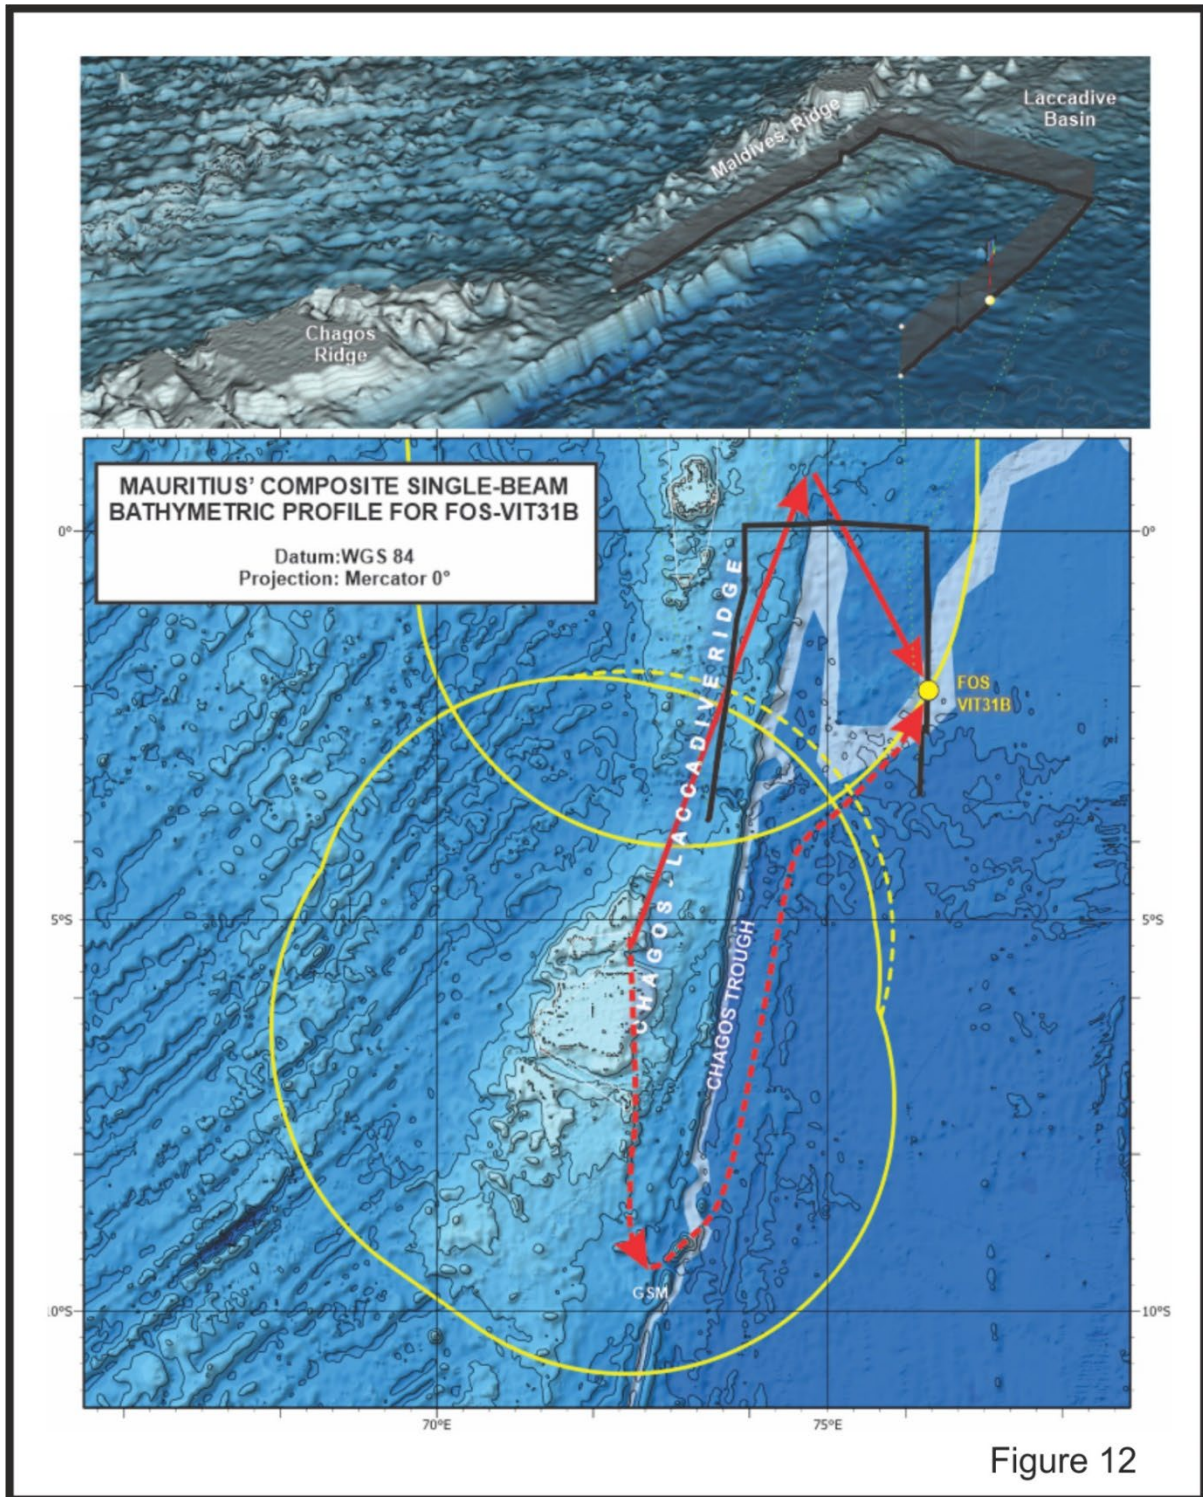 Laccadive
Basin
Maldives Ridge
Chagos
Ridge
MAURITIUS' COMPOSITE SINGLE-BEAM
BATHYMETRIC PROFILE FOR FOS-VIT31B
Datum:WGS 84
Projection: Mercator 0°
0°
0°
CHAGOS LACCADIVE RIDGE
FOS
VIT31B
5°S
5°S
CHAGOS TROUGH
GSM
10°S
10°S
70°E
75°E
Figure 12